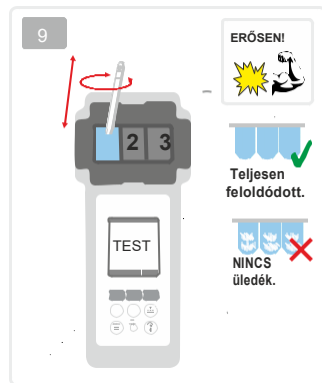 9
ERŐSEN!
2 3
Teljesen
feloldódott.
TEST
NINCS
üledék.